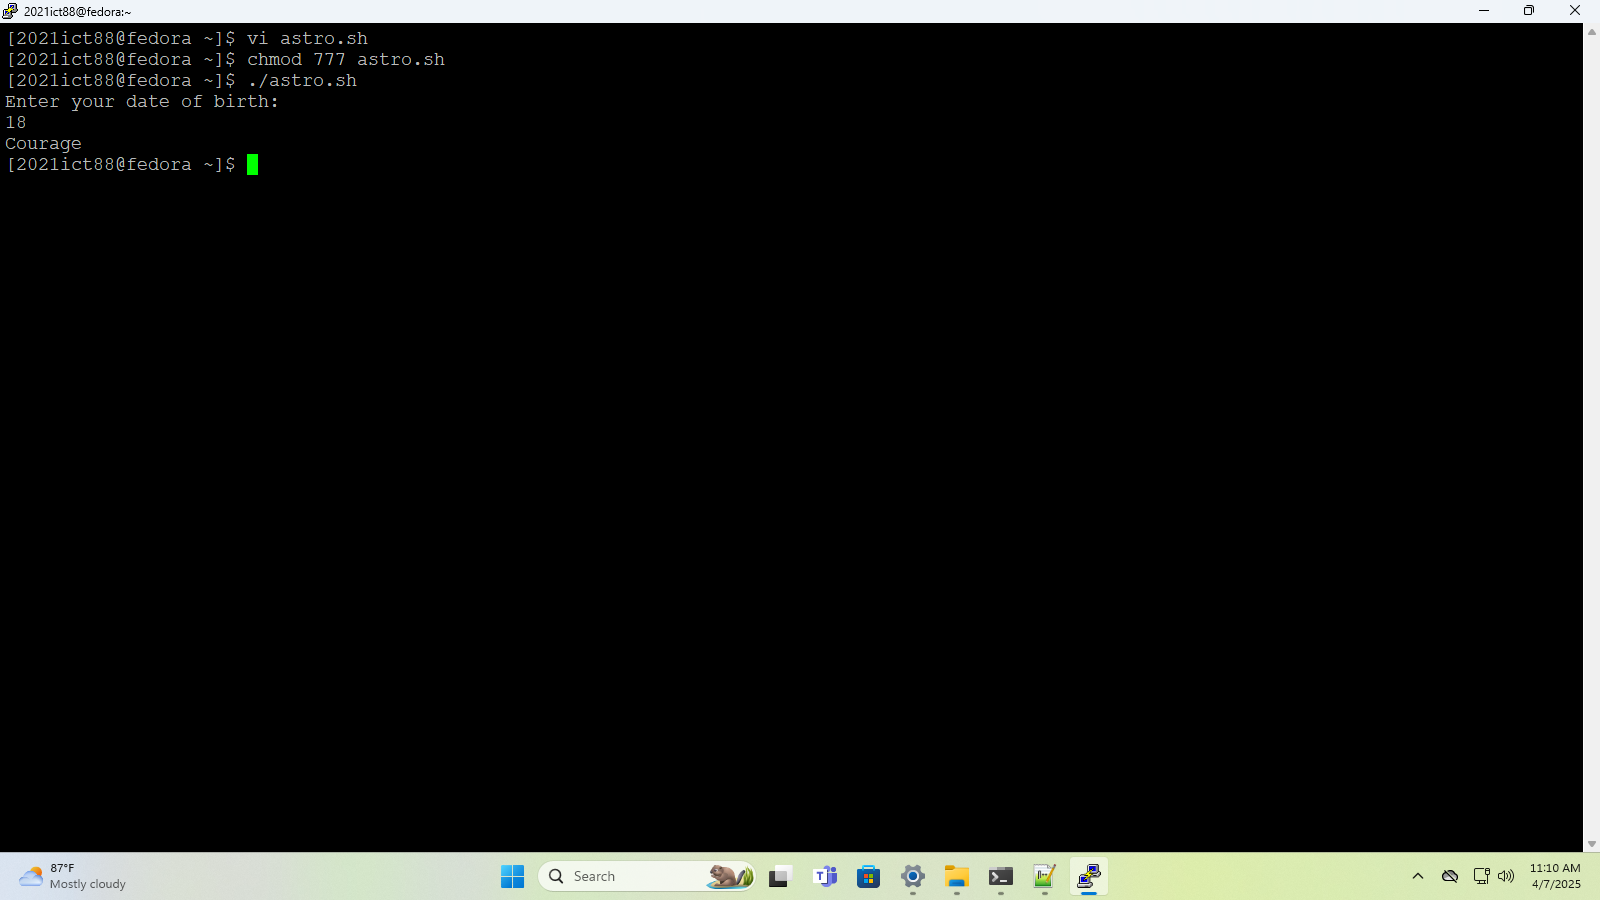 2021ict88@fedora:~
[2021ict88@fedora ~]$ vi astro.sh
[2021ict88@fedora ~]$ chmod 777 astro.sh
[2021ict88@fedora ~]$ ./astro.sh
Enter your date of birth:
18
Courage
[2021ict88@fedora ~]$
87°F
Mostly cloudy
Search
11:10 AM
4/7/2025